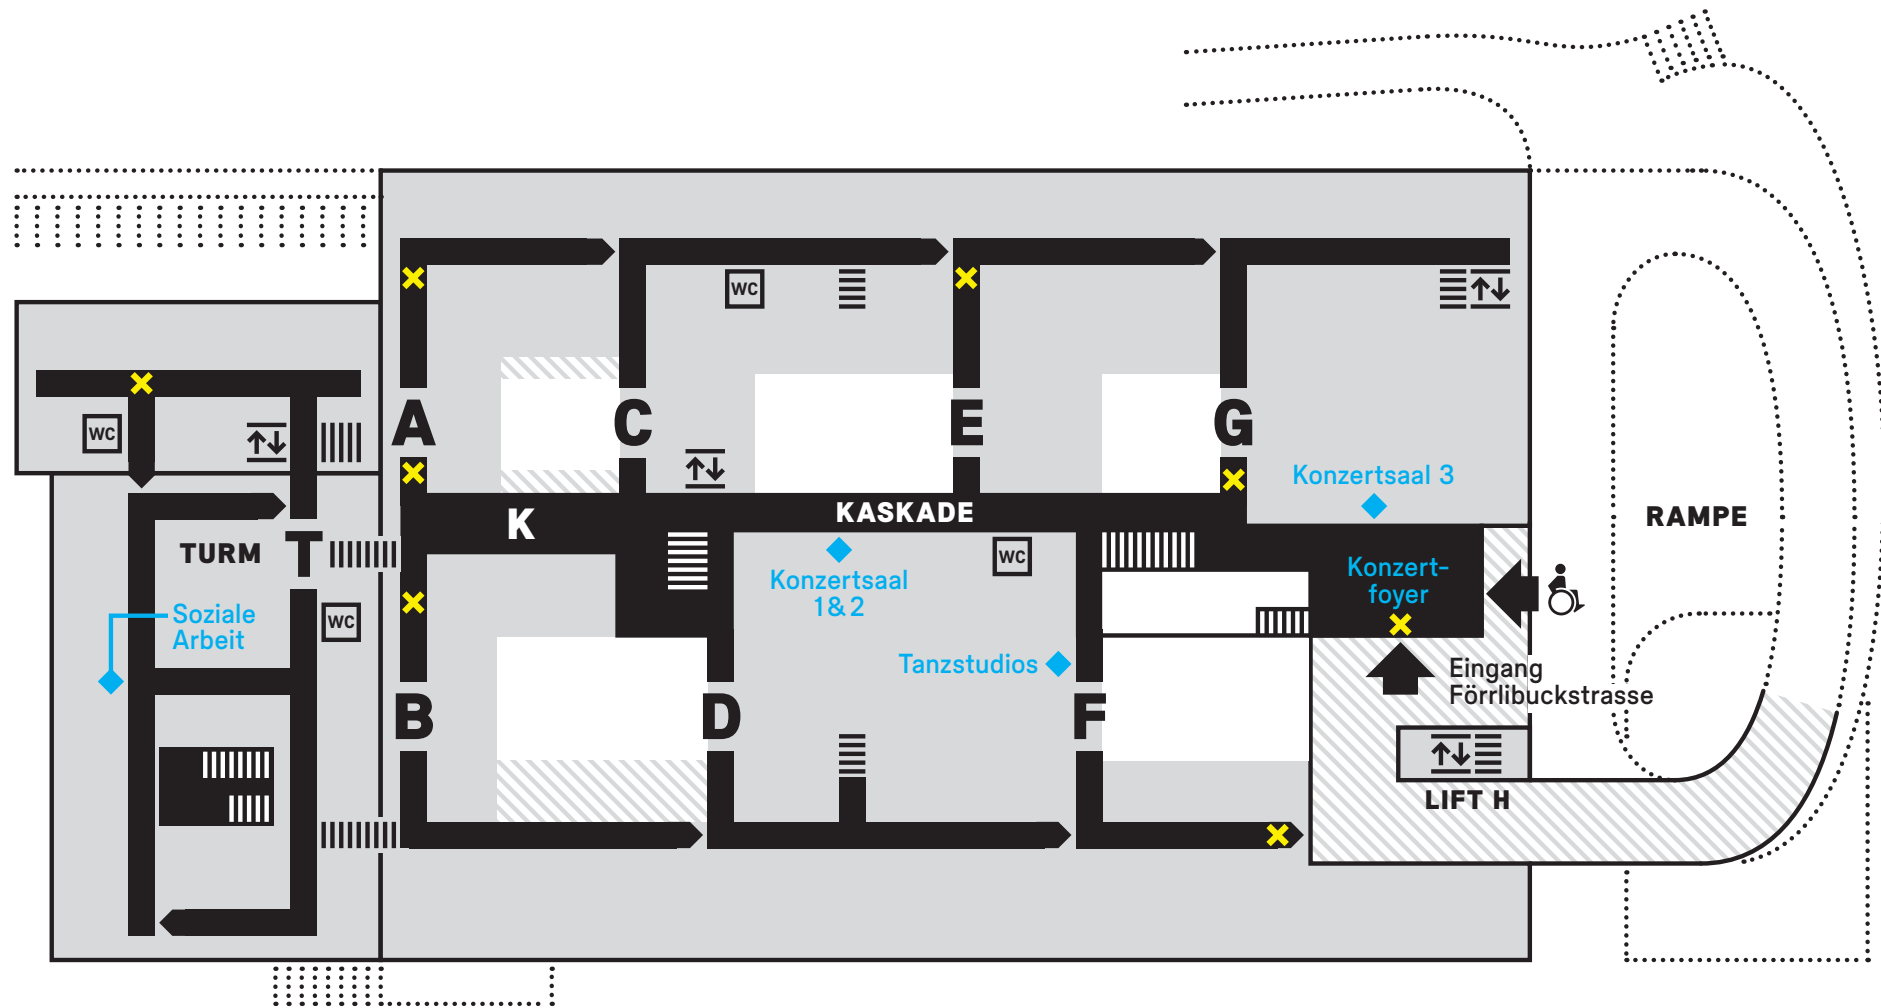 WC
WC
A
C
E
G
Konzertsaal 3
K
KASKADE
RAMPE
TURM
T
WC
Konzertsaal
1 & 2
Konzert-
foyer
Soziale
Arbeit
WC
Tanzstudios
Eingang
Förrlibuckstrasse
B
D
F
LIFT H